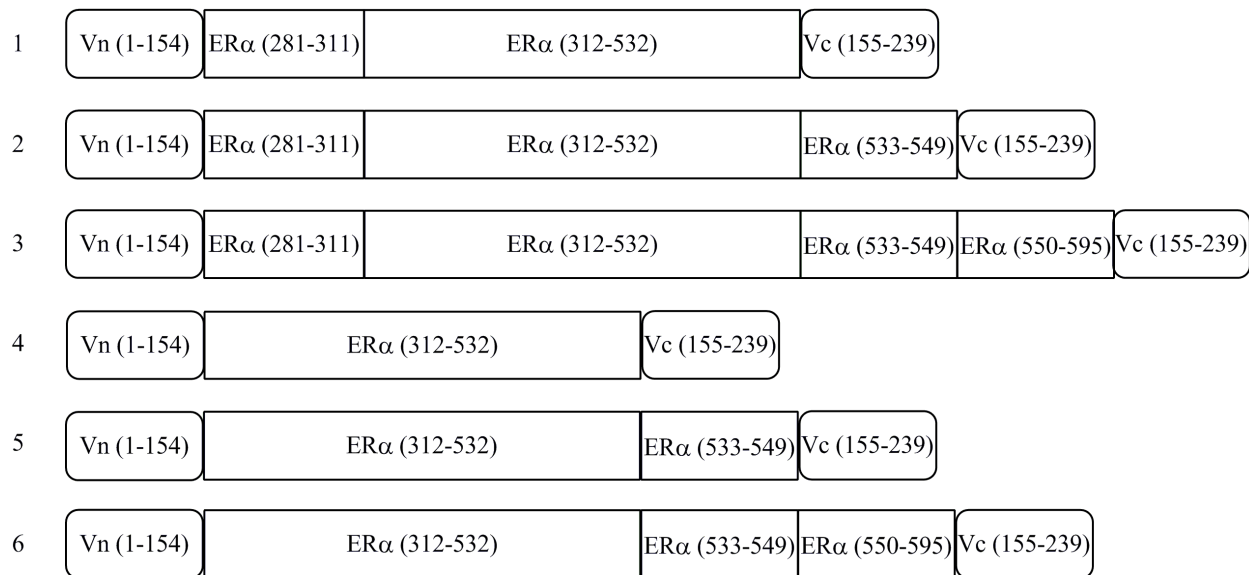 1 Vn (1-154) ERα (281-311) ERα (312-532) Vc (155-239)
2 Vn (1-154) ERα (281-311) ERα (312-532) ERα (533-549) Vc (155-239)
3 Vn (1-154) ERα (281-311) ERα (312-532) ERα (533-549) ERα (550-595) Vc (155-239)
4 Vn (1-154) ERα (312-532) Vc (155-239)
5 Vn (1-154) ERα (312-532) ERα (533-549) Vc (155-239)
6 Vn (1-154) ERα (312-532) ERα (533-549) ERα (550-595) Vc (155-239)